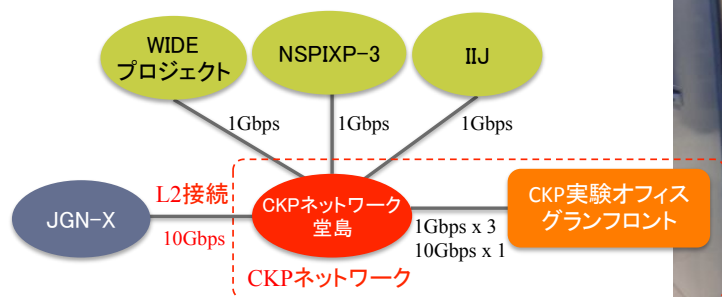 WIDE
プロジェクト
NSPIXP-3
IIJ
1Gbps
1Gbps
1Gbps
L2接続
JGN-X
10Gbps
CKPネットワーク
堂島
1Gbps x 3
10Gbps x 1
CKP実験オフィス
グランフロント
CKPネットワーク